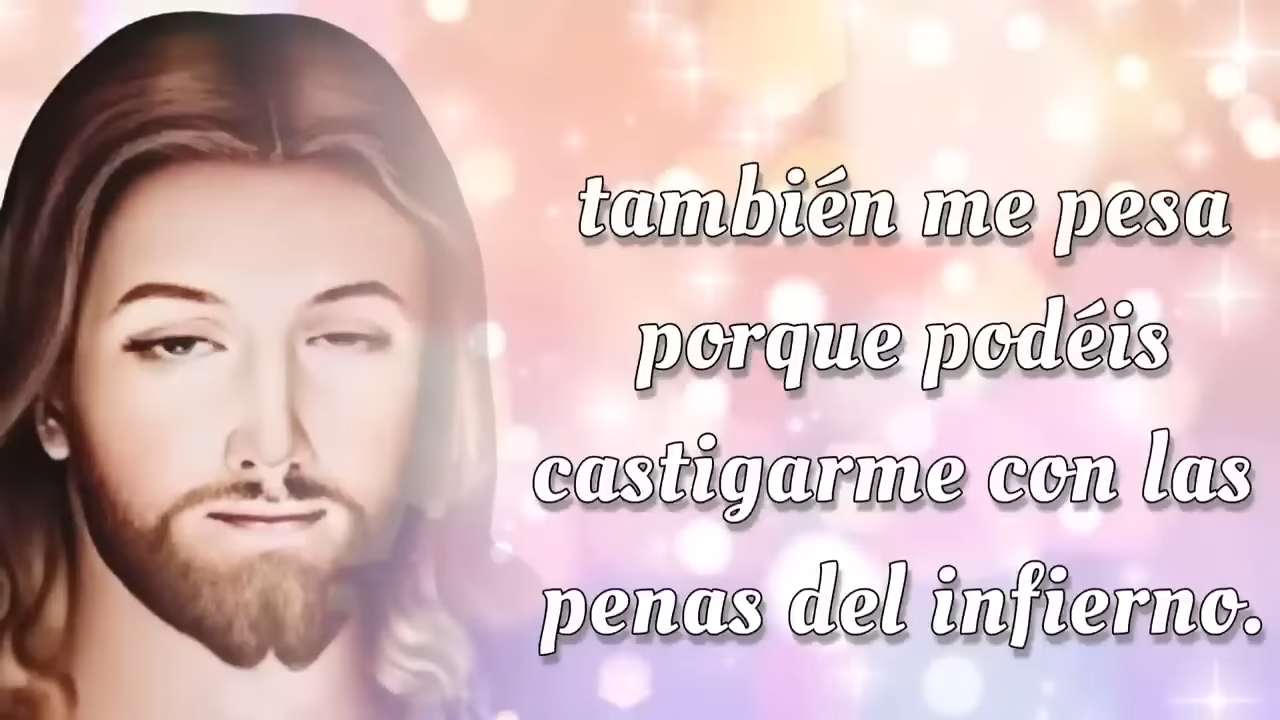 también me pesa
porque podéis
castigarme con las
penas del infierno.